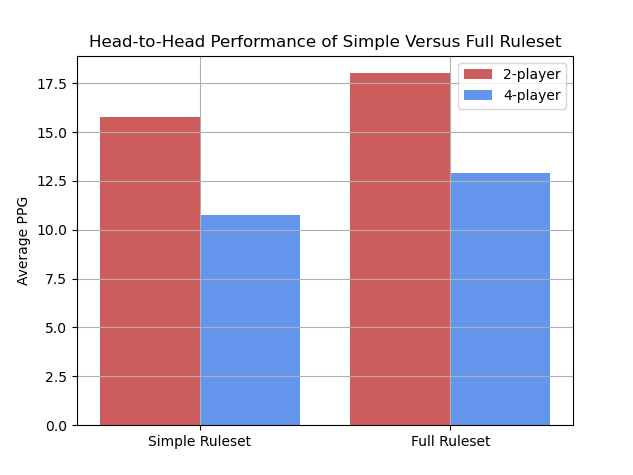 Head-to-Head Performance of Simple Versus Full Ruleset
2-player
4-player
Average PPG
17.5
15.0
12.5
10.0
7.5
5.0
2.5
0.0
Simple Ruleset
Full Ruleset